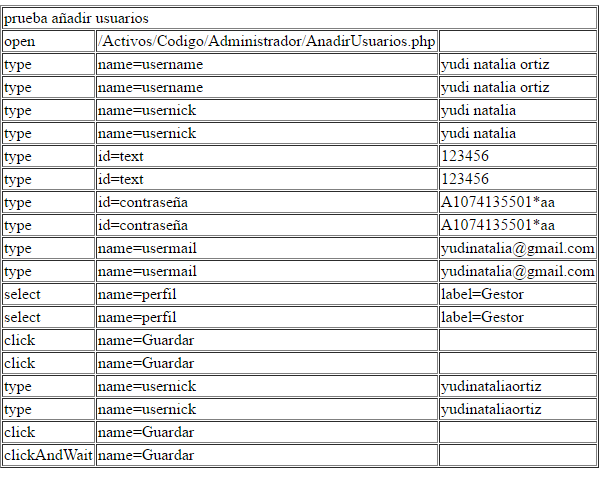 prueba añadir usuarios
open /Activos/Codigo/Administrador/AnadirUsuarios.php
type name=username yudi natalia ortiz
type name=username yudi natalia ortiz
type name=usernick yudi natalia
type name=usernick yudi natalia
type id=text 123456
type id=text 123456
type id=contraseña A1074135501*aa
type id=contraseña A1074135501*aa
type name=usermail yudinatalia@gmail.com
type name=usermail yudinatalia@gmail.com
select name=perfil label=Gestor
select name=perfil label=Gestor
click name=Guardar
click name=Guardar
type name=usernick yudinataliaortiz
type name=usernick yudinataliaortiz
click name=Guardar
clickAndWait name=Guardar